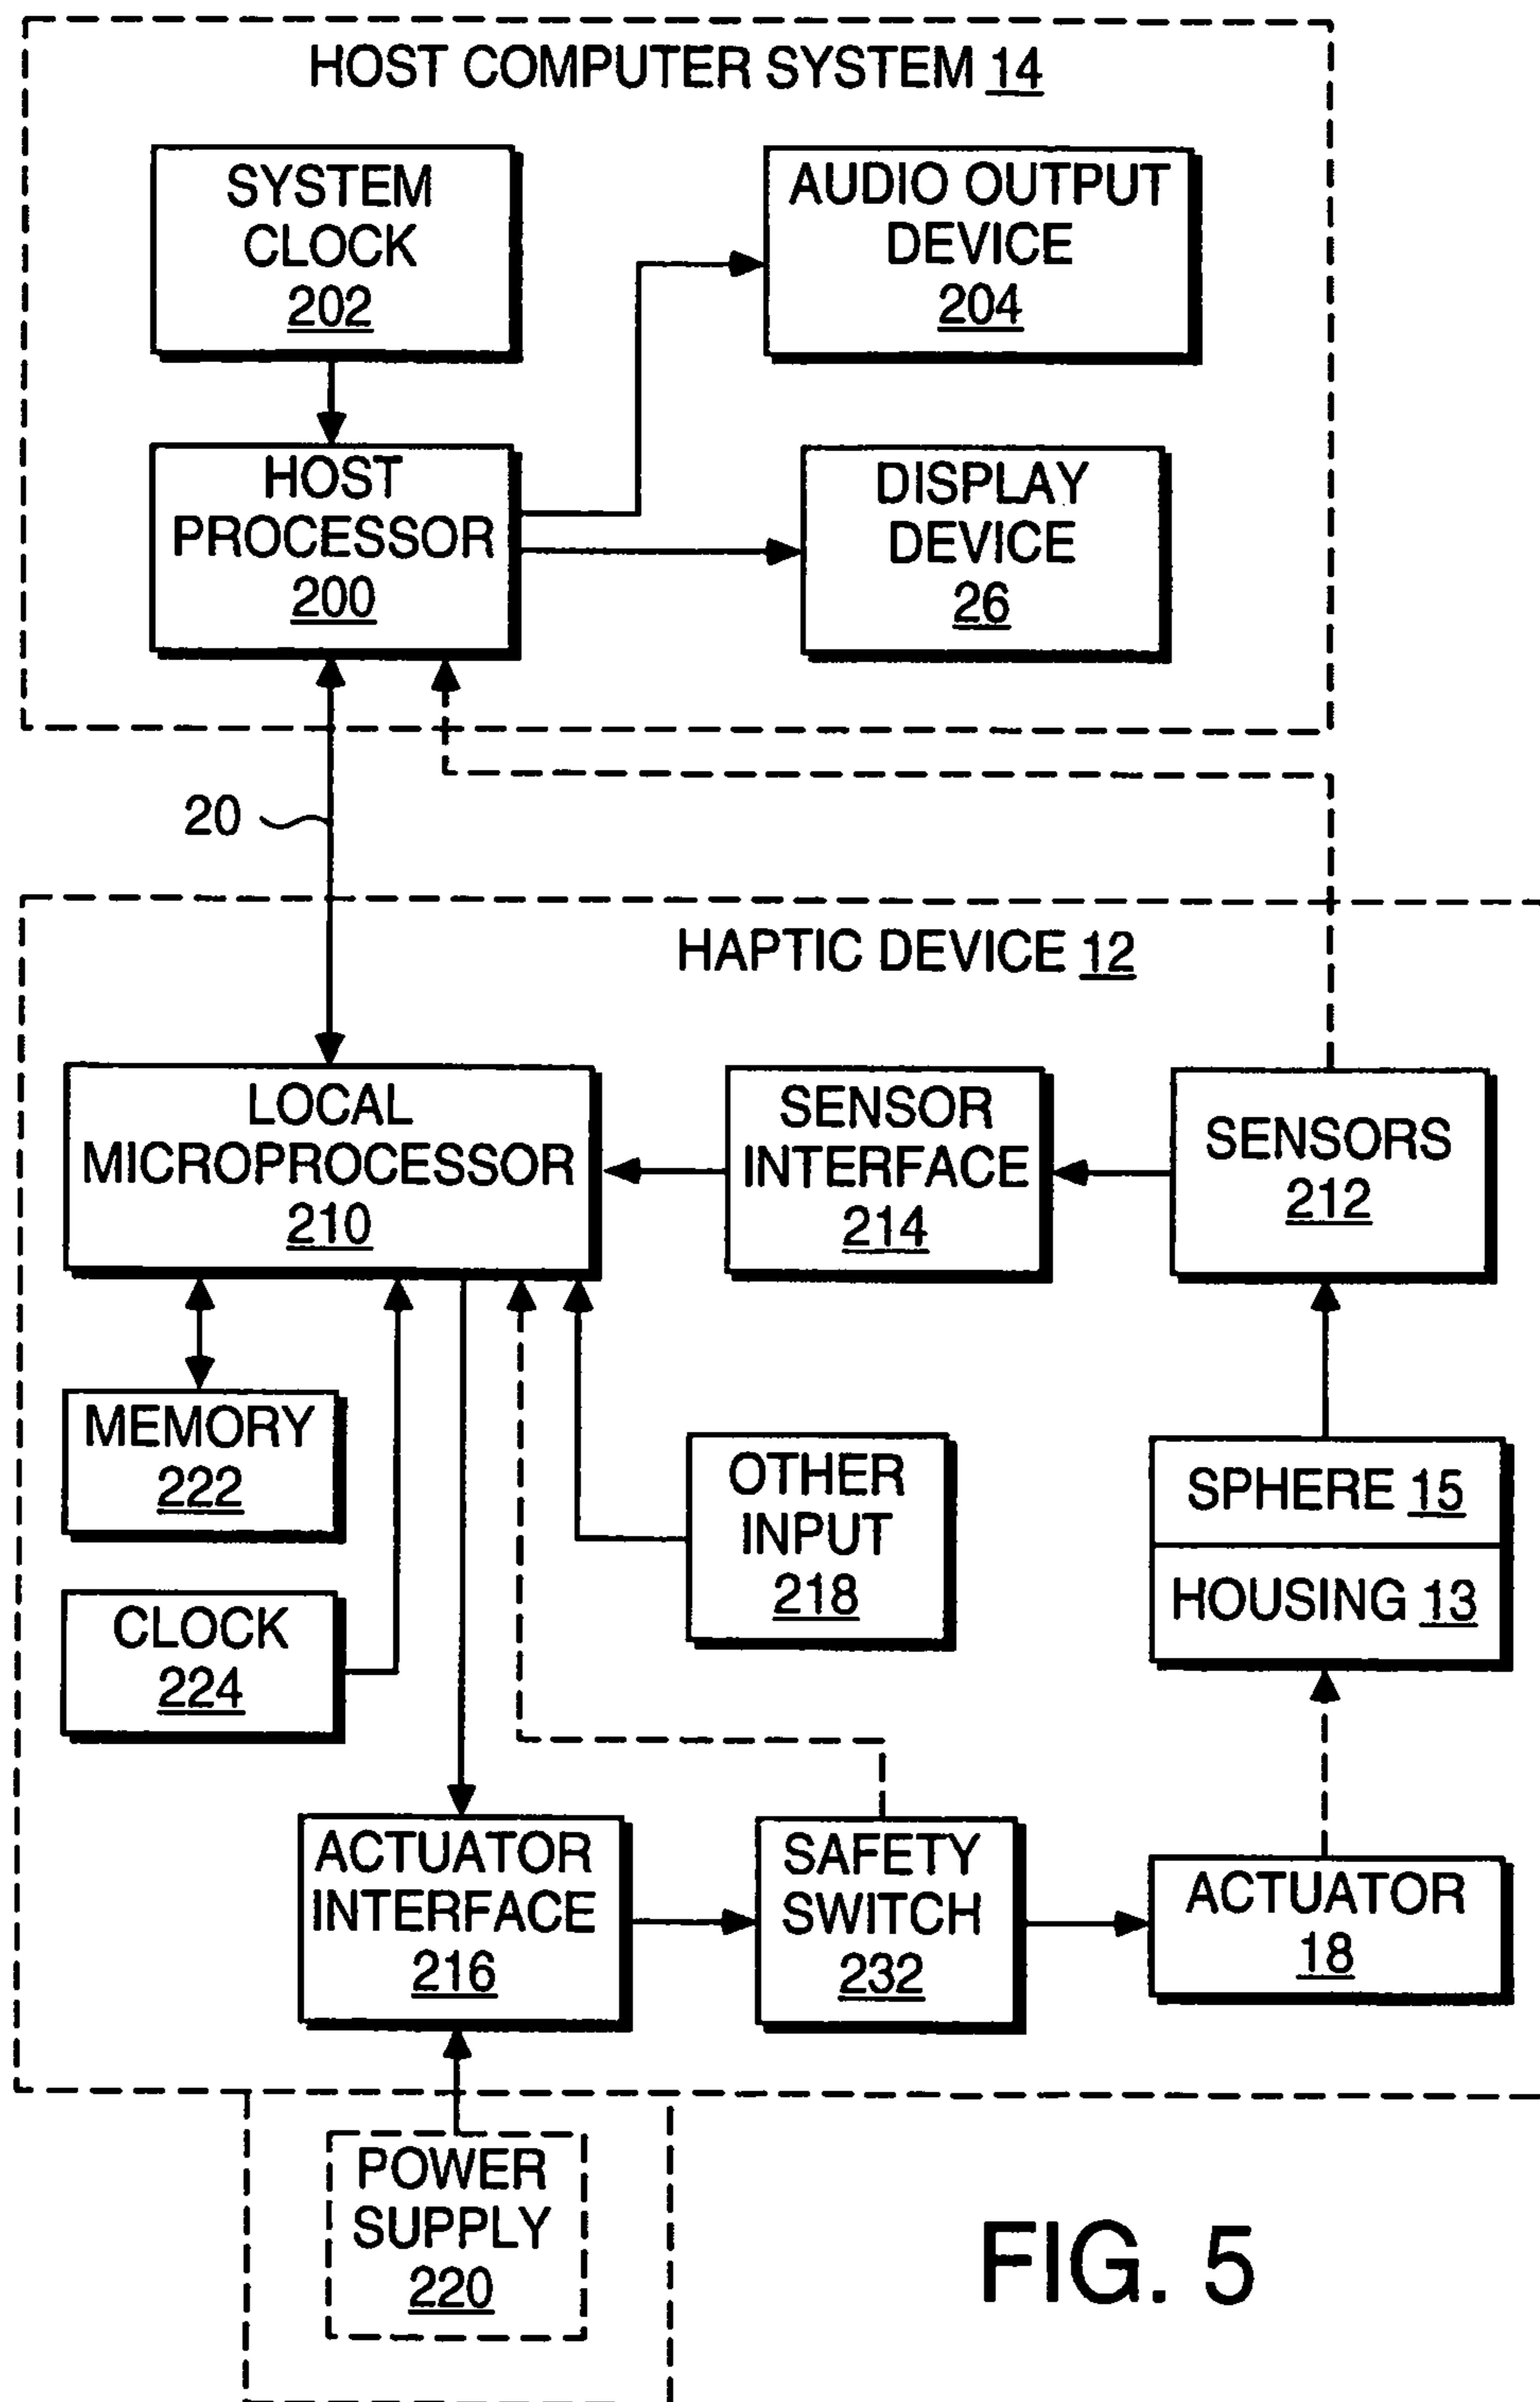 HOST COMPUTER SYSTEM 14
SYSTEM
CLOCK
202
AUDIO OUTPUT
DEVICE
204
HOST
PROCESSOR
200
DISPLAY
DEVICE
26
20
HAPTIC DEVICE 12
LOCAL
MICROPROCESSOR
210
SENSOR
INTERFACE
214
SENSORS
212
MEMORY
222
OTHER
INPUT
218
SPHERE 15
HOUSING 13
CLOCK
224
ACTUATOR
INTERFACE
216
SAFETY
SWITCH
232
ACTUATOR
18
POWER
SUPPLY
220
FIG. 5